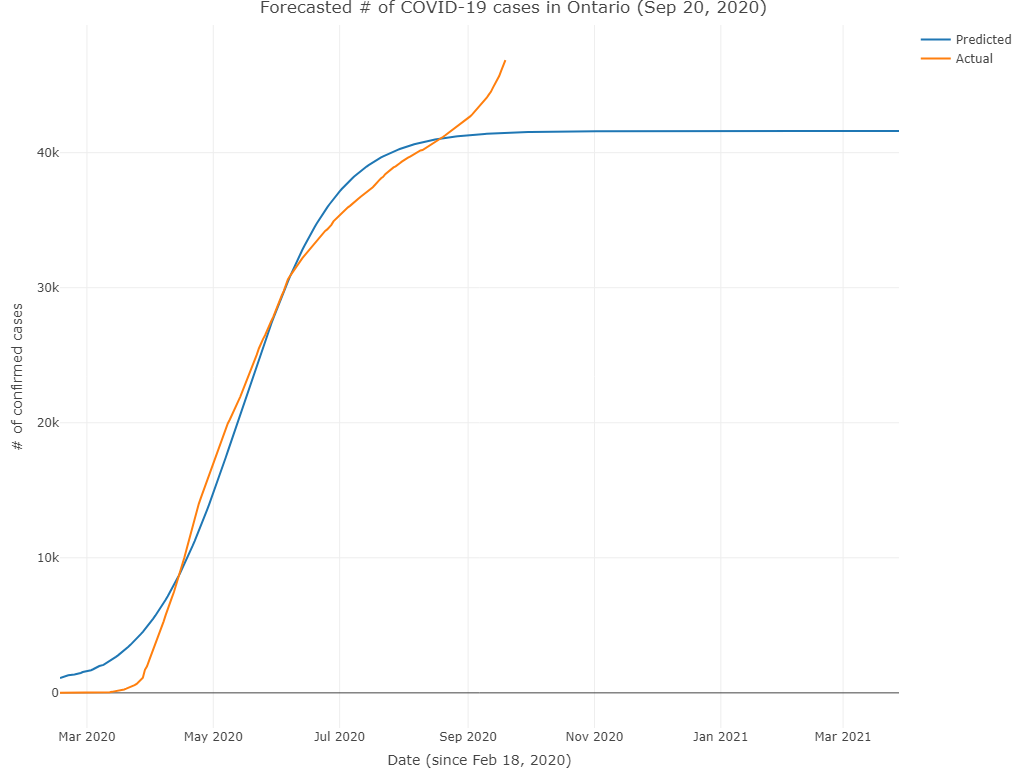 Forecasted # of COVID-19 cases in Ontario (Sep 20, 2020)
Predicted
Actual
40k
30k
20k
10k
0
# of confirmed cases
Mar 2020 May 2020 Jul 2020 Sep 2020 Nov 2020 Jan 2021 Mar 2021
Date (since Feb 18, 2020)